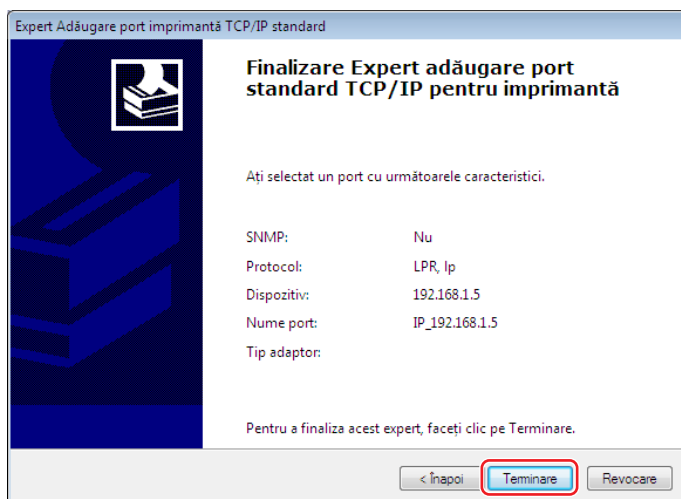 Expert Adăugare port imprimantă TCP/IP standard
Finalizare Expert adăugare port
standard TCP/IP pentru imprimantă
Ați selectat un port cu următoarele caracteristici.
SNMP: Nu
Protocol: LPR, lp
Dispozitiv: 192.168.1.5
Nume port: IP_192.168.1.5
Tip adaptor:
Pentru a finaliza acest expert, faceți clic pe Terminare.
< Înapoi Terminare Revocare